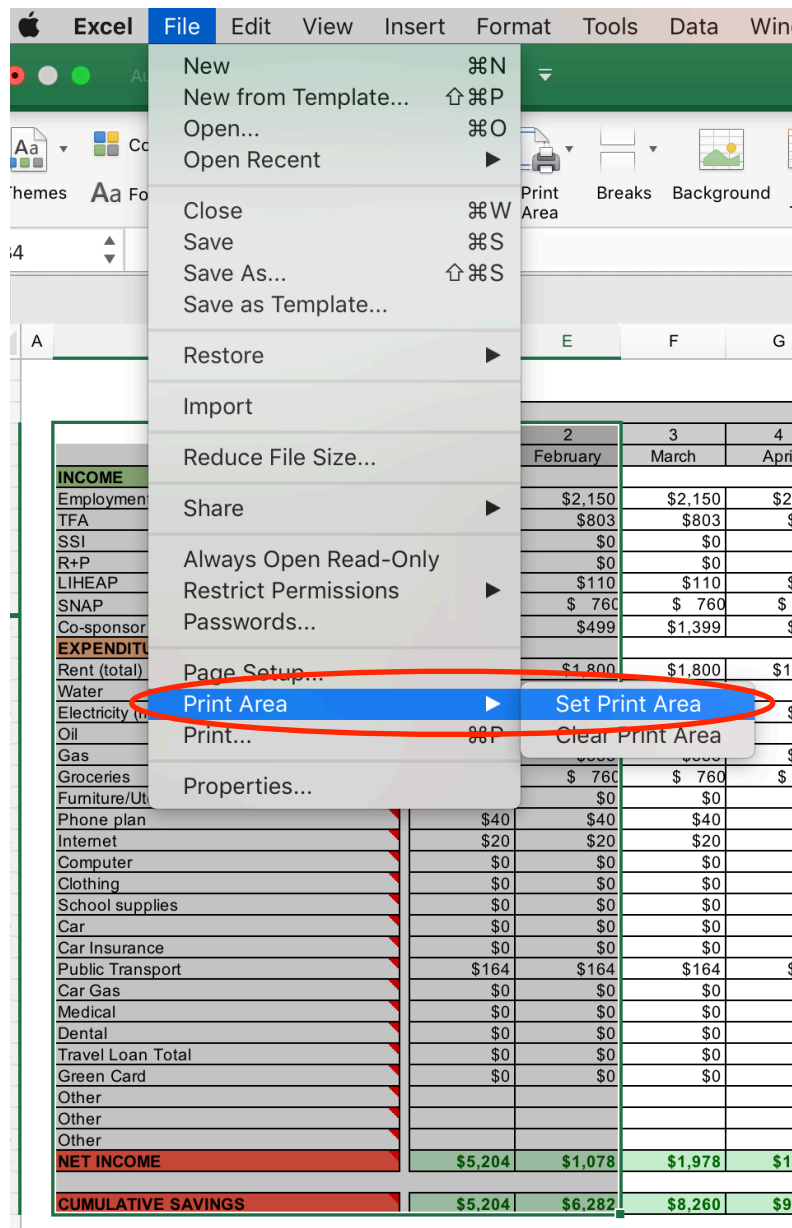 Excel File Edit View Insert Format Tools Data
New ⌘N
New from Template... ⇧⌘P
Open... ⌘O
Open Recent ▶
Close ⌘W
Save ⌘S
Save As... ⇧⌘S
Save as Template...
Restore ▶
Import
Reduce File Size...
Share ▶
Always Open Read-Only
Restrict Permissions ▶
Passwords...
Page Setup...
Print Area ▶ Set Print Area
Print... ⌘P Clear Print Area
Properties...
Aa
Aa
Print Area
Breaks
Background
A E F G
2 3 4
February March
INCOME
Employment $2,150 $2,150
TFA $803 $803
SSI $0 $0
R+P $0 $0
LIHEAP $110 $110
SNAP $ 760 $ 760 $
Co-sponsor $499 $1,399
Rent (total) $1,800 $1,800
Water
Electricity
Oil
Gas
Groceries $ 760 $ 760 $
$0 $0
Phone plan $40 $40 $40
Internet $20 $20 $20
Computer $0 $0 $0
Clothing $0 $0 $0
School supplies $0 $0 $0
Car $0 $0 $0
Car Insurance $0 $0 $0
Public Transport $164 $164 $164
Car Gas $0 $0 $0
Medical $0 $0 $0
Dental $0 $0 $0
Travel Loan Total $0 $0 $0
Green Card $0 $0 $0
Other
Other
Other
NET INCOME $5,204 $1,078 $1,978
CUMULATIVE SAVINGS $5,204 $6,282 $8,260